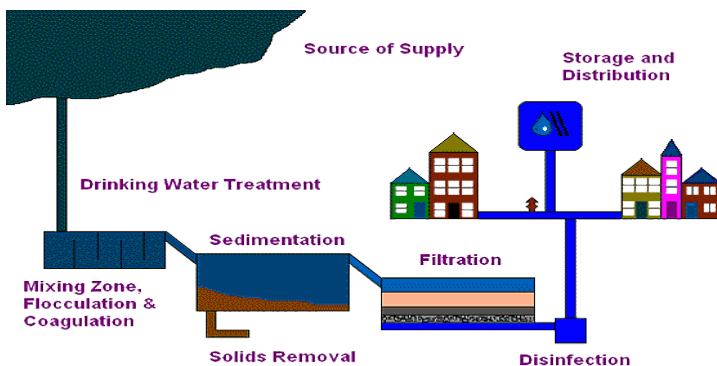 Source of Supply
Storage and
Distribution
Drinking Water Treatment
Sedimentation
Filtration
Mixing Zone,
Flocculation &
Coagulation
Solids Removal
Disinfection